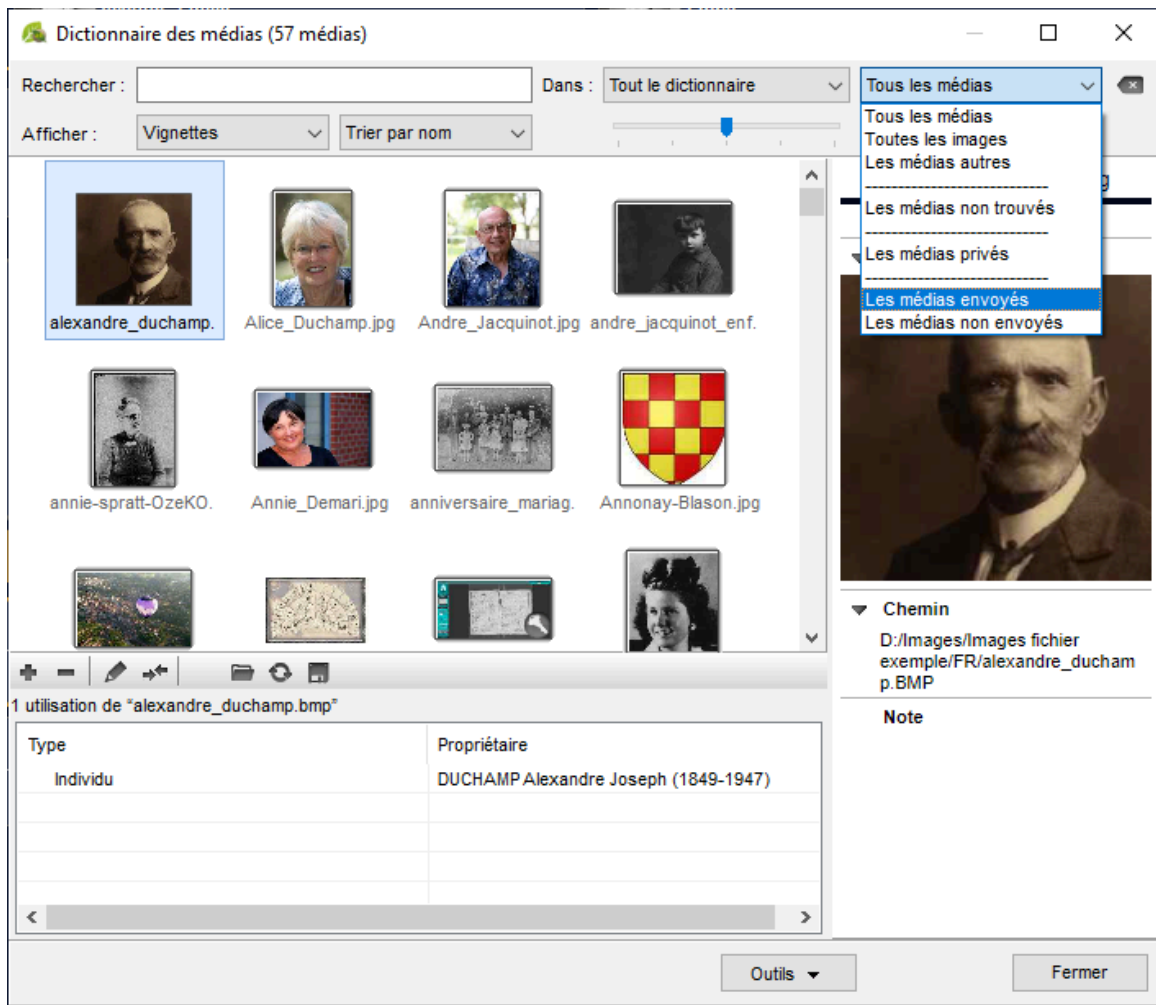 Dictionnaire des médias (57 médias)
Rechercher :
Dans :
Tout le dictionnaire
Tous les médias
Afficher :
Vignettes
Trier par nom
Tous les médias
Toutes les images
Les médias autres
----------------------------
Les médias non trouvés
----------------------------
Les médias privés
----------------------------
Les médias envoyés
Les médias non envoyés
alexandre_duchamp.
Alice_Duchamp.jpg
Andre_Jacquinot.jpg
andre_jacquinot_enf.
annie-spratt-OzeKO.
Annie_Demari.jpg
anniversaire_mariag.
Annonay-Blason.jpg
Chemin
D:/Images/Images fichier
exemple/FR/alexandre_ducham
p.BMP
Note
1 utilisation de “alexandre_duchamp.bmp”
Type
Propriétaire
Individu
DUCHAMP Alexandre Joseph (1849-1947)
Outils
Fermer